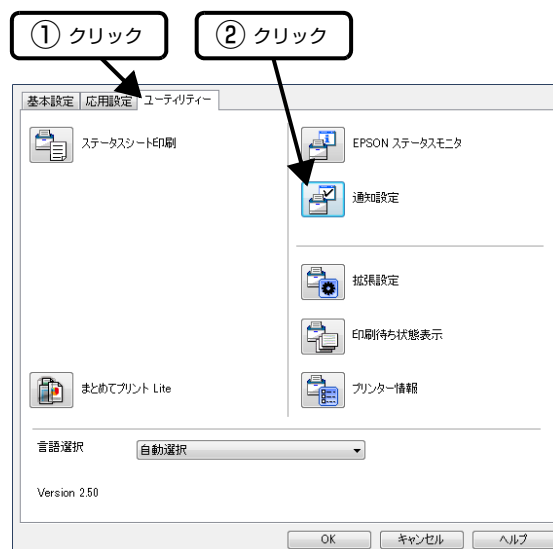 ① クリック
② クリック
基本設定 応用設定 ユーティリティー
ステータスシート印刷
EPSON ステータスモニタ
通知設定
拡張設定
印刷待ち状態表示
まとめてプリント Lite
プリンター情報
言語選択 自動選択
Version 2.50
OK キャンセル ヘルプ